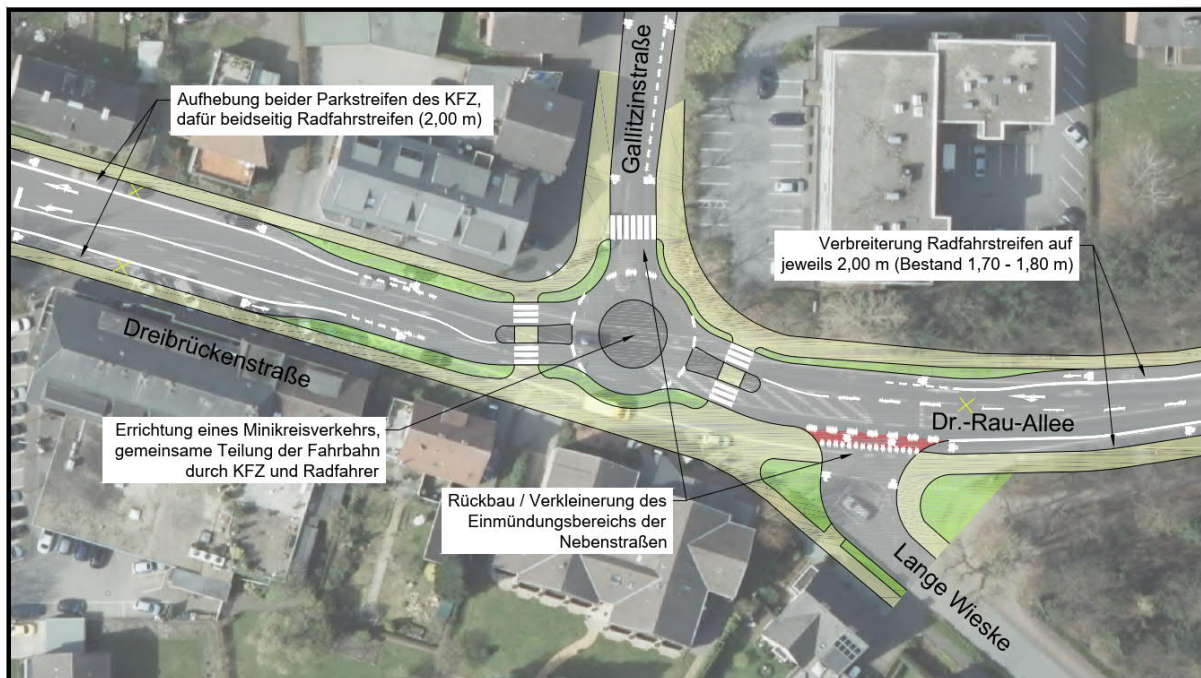 Gallitzinstraße
Aufhebung beider Parkstreifen des KFZ,
dafür beidseitig Radfahrstreifen (2,00 m)
Verbreiterung Radfahrstreifen auf
jeweils 2,00 m (Bestand 1,70 - 1,80 m)
Dreibrückenstraße
Dr.-Rau-Allee
Errichtung eines Minikreisverkehrs,
gemeinsame Teilung der Fahrbahn
durch KFZ und Radfahrer
Rückbau / Verkleinerung des
Einmündungsbereichs der
Nebenstraßen
Lange Wieske